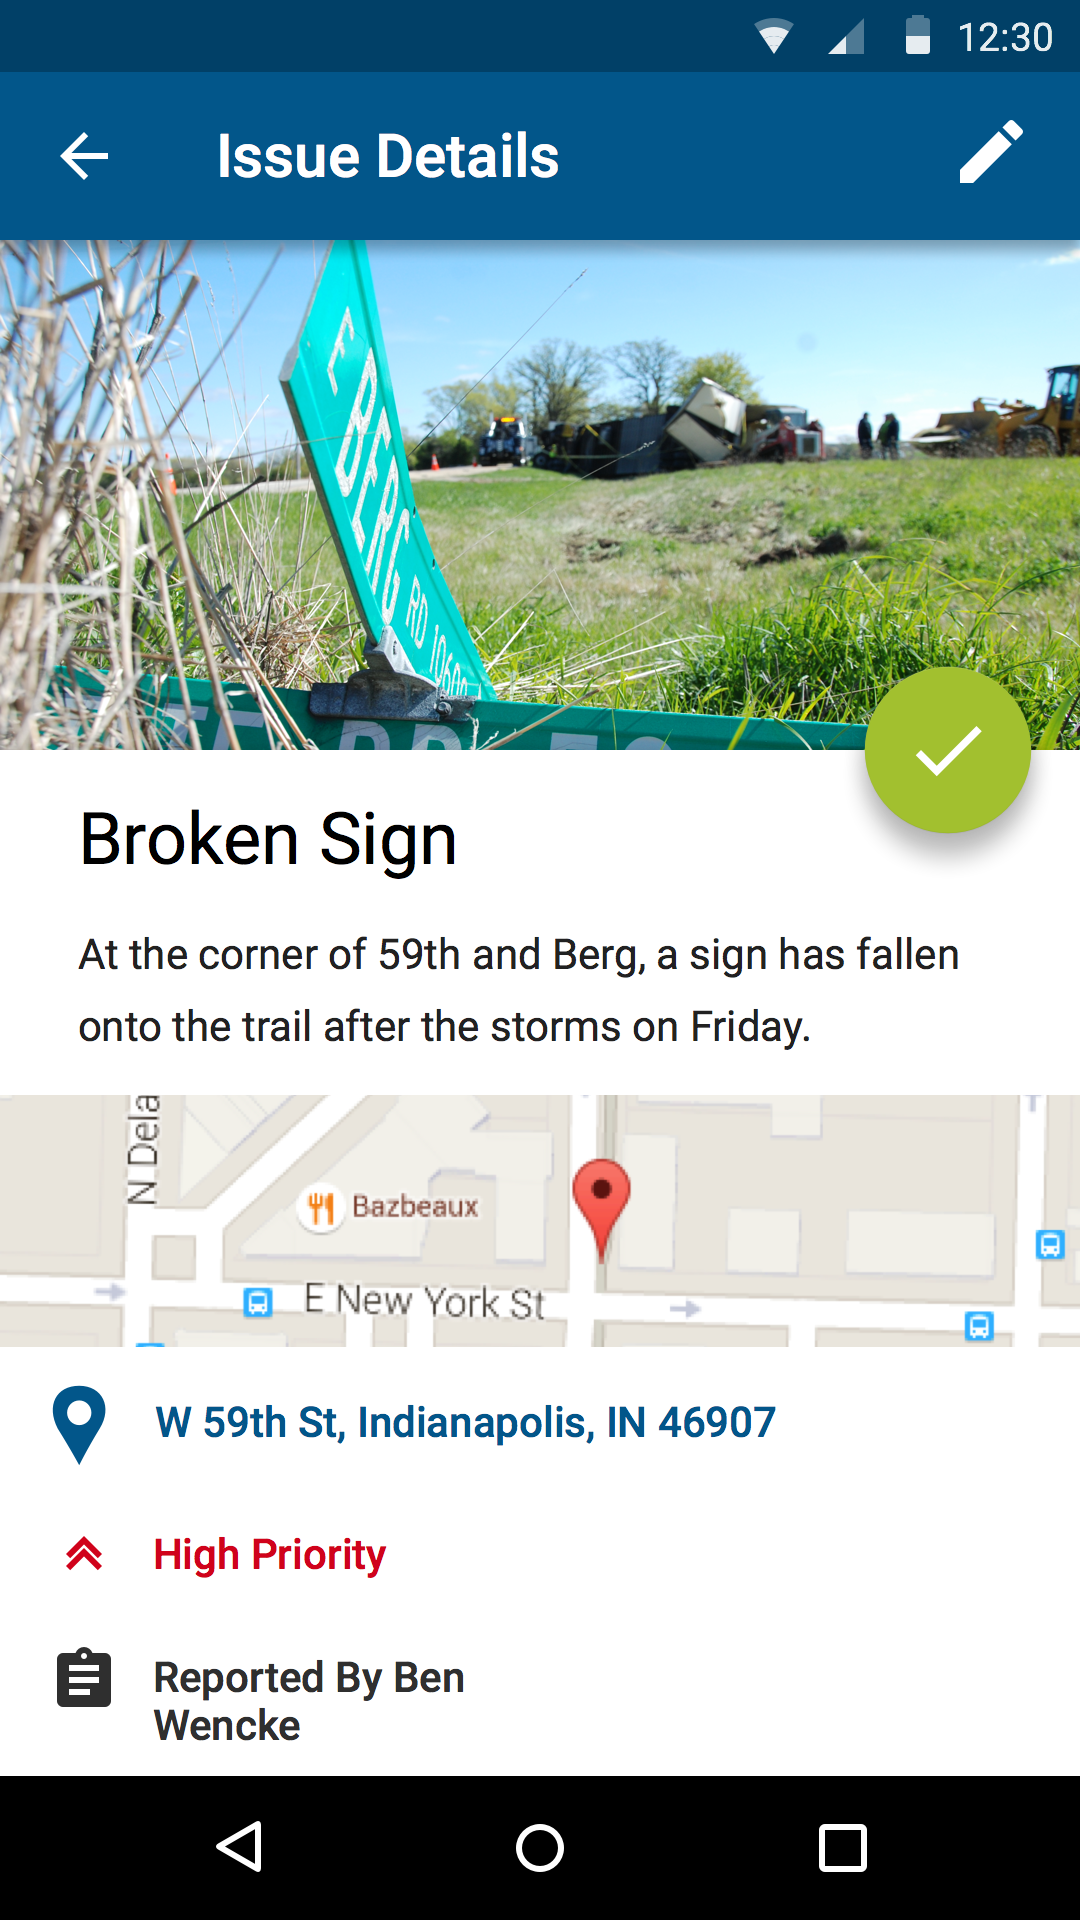 12:30
Issue Details
BERG RD
Broken Sign
At the corner of 59th and Berg, a sign has fallen
onto the trail after the storms on Friday.
N Dela
Bazbeaux
E New York St
W 59th St, Indianapolis, IN 46907
High Priority
Reported By Ben
Wencke